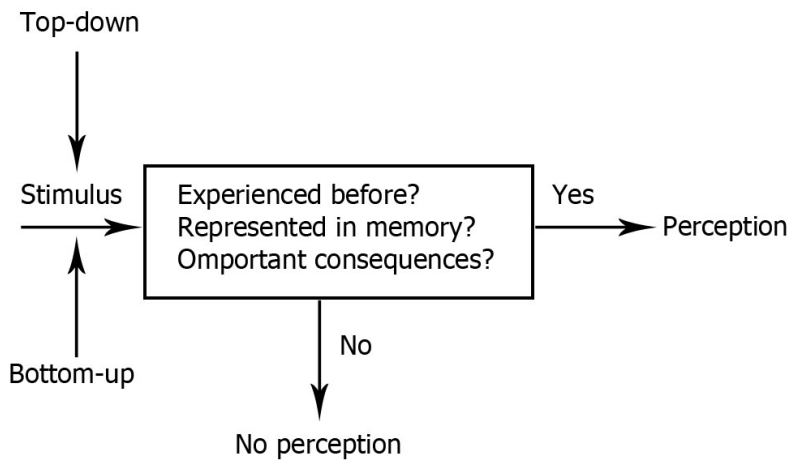 Top-down
Stimulus
Experienced before?
Represented in memory?
Omportant consequences?
Yes
Perception
Bottom-up
No
No perception